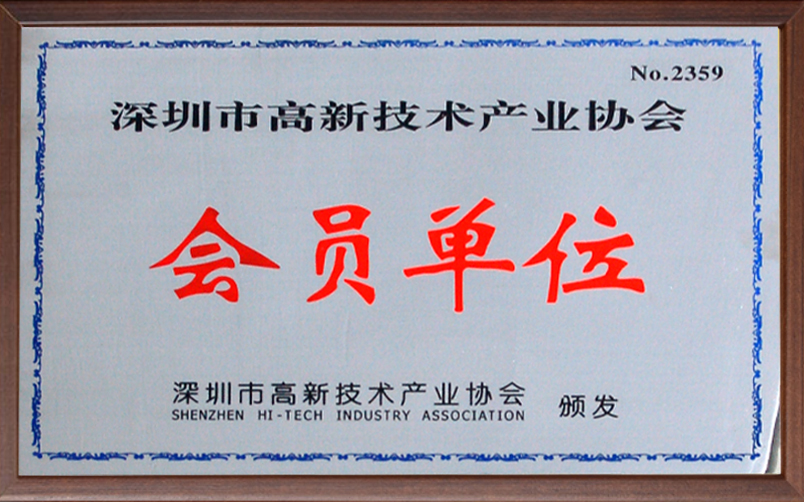 No.2359
深圳市高新技术产业协会
会员单位
深圳市高新技术产业协会 颁发
SHENZHEN HI-TECH INDUSTRY ASSOCIATION